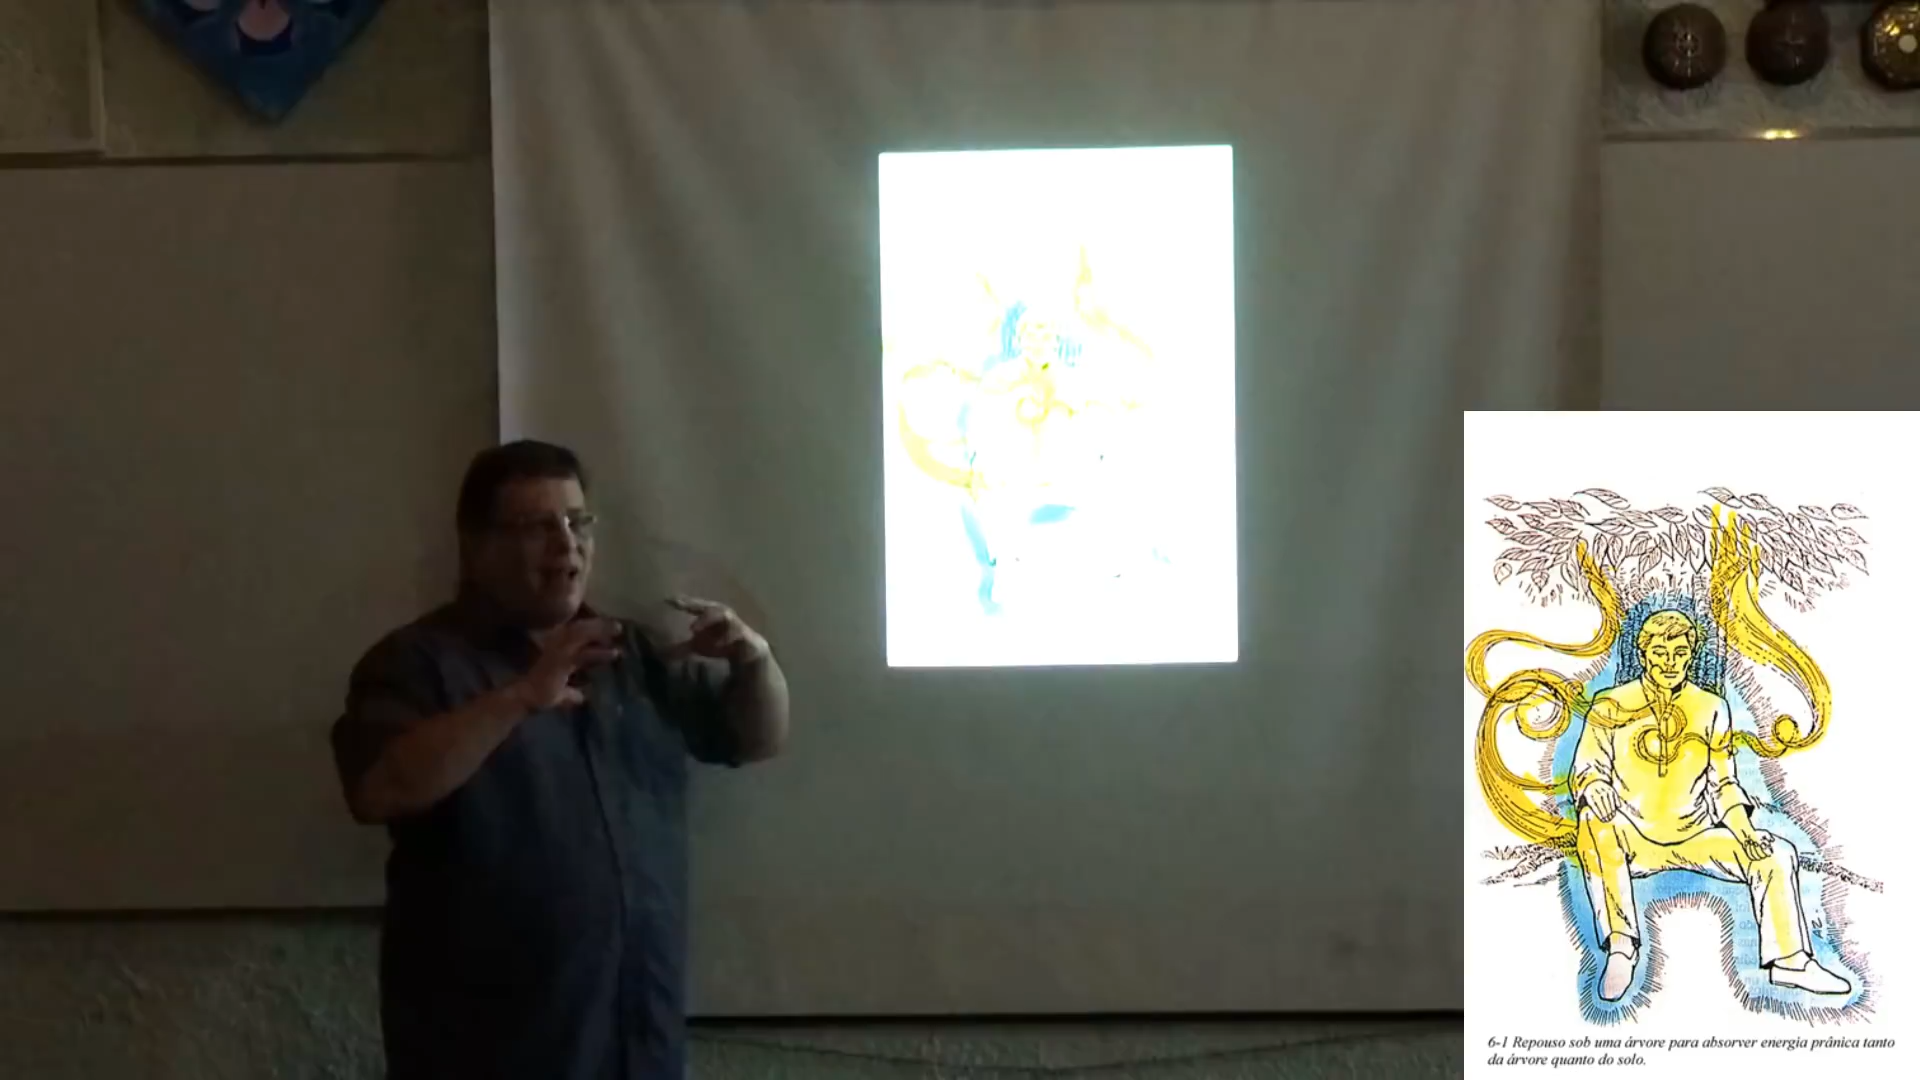 6-1 Repouso sob uma árvore para absorver energia prânica tanto
da árvore quanto do solo.